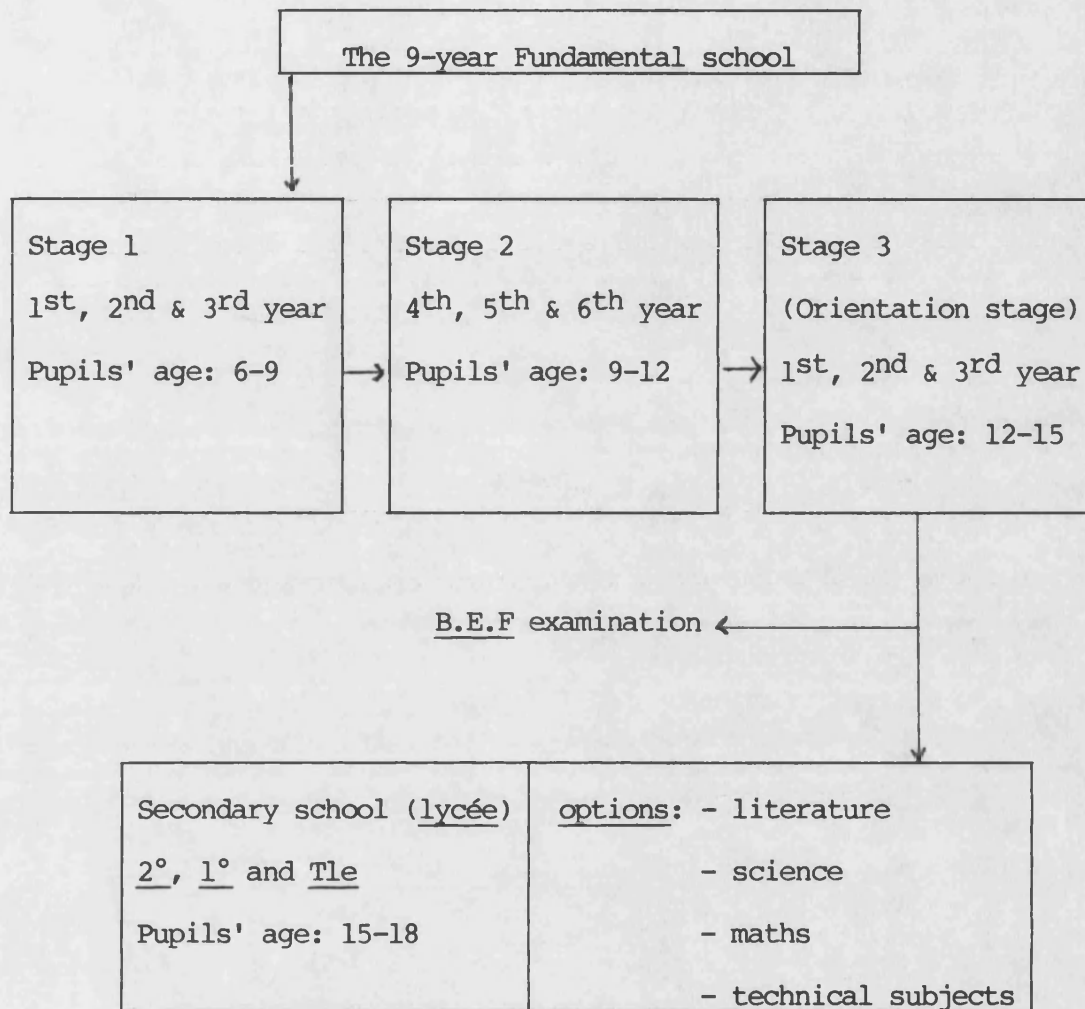 The 9-year Fundamental school
Stage 1
1st, 2nd & 3rd year
Pupils' age: 6-9
Stage 2
4th, 5th & 6th year
Pupils' age: 9-12
Stage 3
(Orientation stage)
1st, 2nd & 3rd year
Pupils' age: 12-15
B.E.F examination
Secondary school (lycée)
2°, 1° and Tle
Pupils' age: 15-18
options: - literature
- science
- maths
- technical subjects